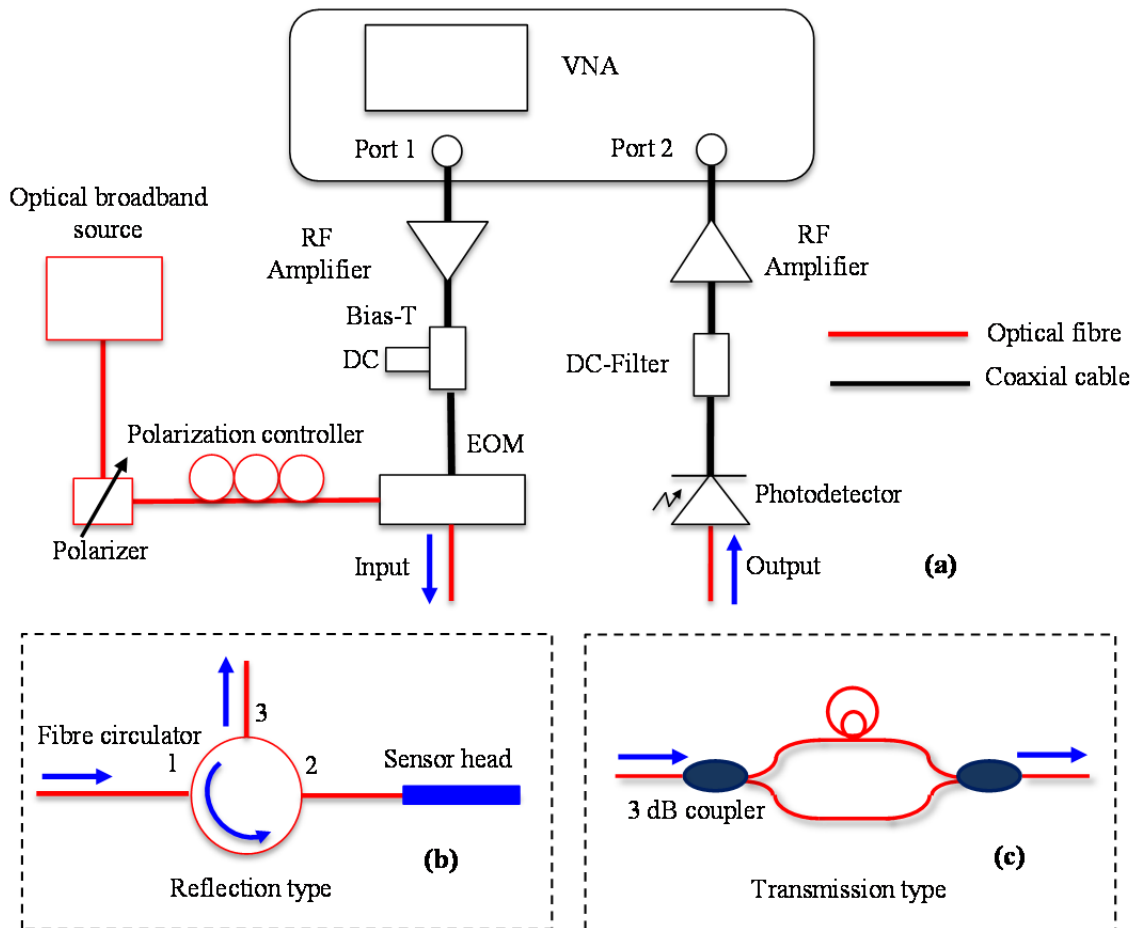 VNA
Port 1
Port 2
Optical broadband
source
RF
Amplifier
RF
Amplifier
Bias-T
DC
DC-Filter
Optical fibre
Coaxial cable
Polarization controller
EOM
Photodetector
Polarizer
Input
Output
(a)
3
Fibre circulator
1
2
Sensor head
(b)
Reflection type
3 dB coupler
(c)
Transmission type